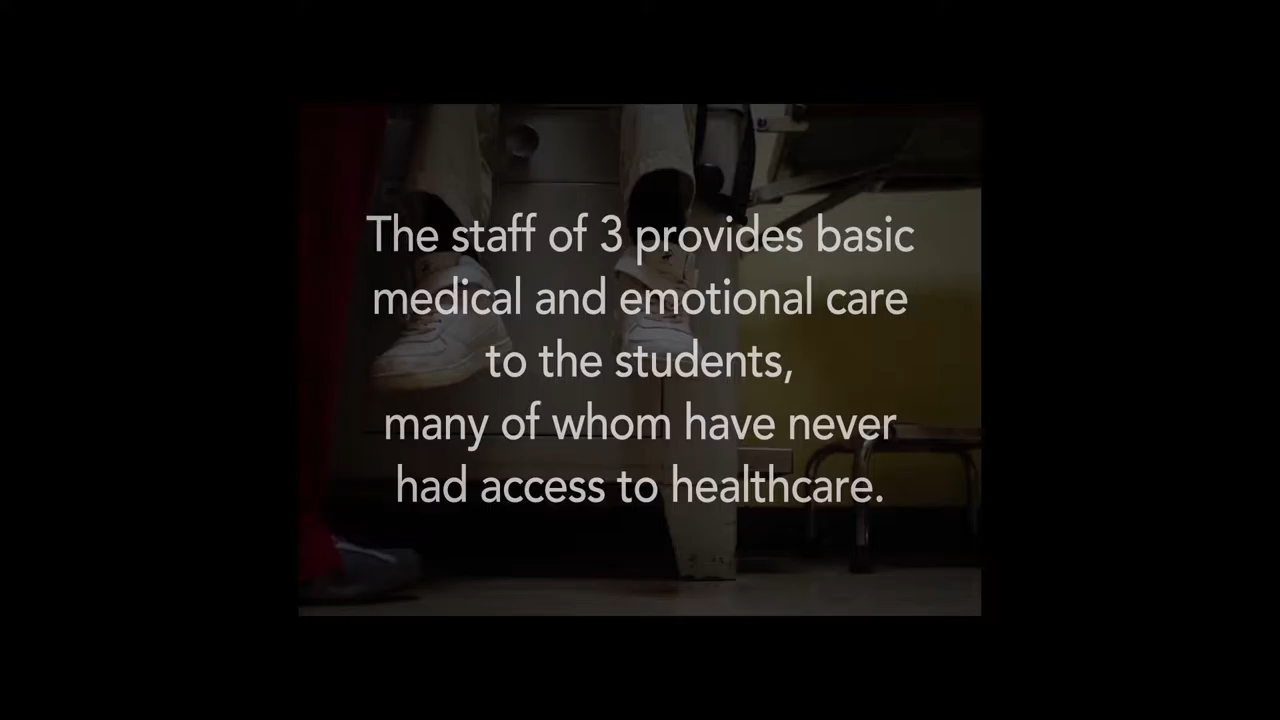 The staff of 3 provides basic
medical and emotional care
to the students,
many of whom have never
had access to healthcare.